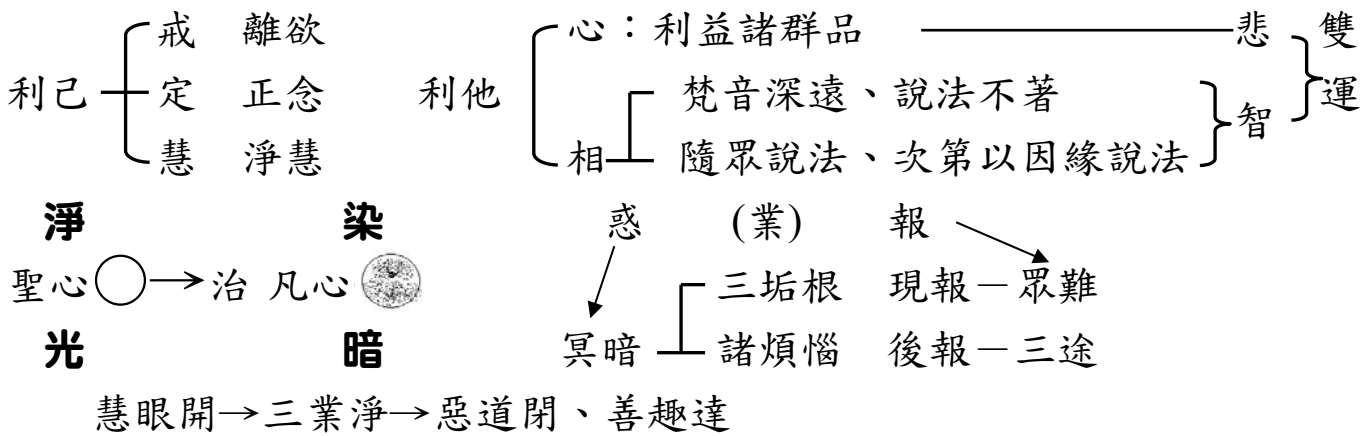 戒 離欲 心：利益諸群品 悲 雙
利己 定 正念 利他 梵音深遠、說法不著 智 運
慧 淨慧 相 隨眾說法、次第以因緣說法
淨 染 惑 (業) 報
聖心 治 凡心 三垢根 現報－眾難
光 暗 冥暗 諸煩惱 後報－三途
慧眼開→三業淨→惡道閉、善趣達